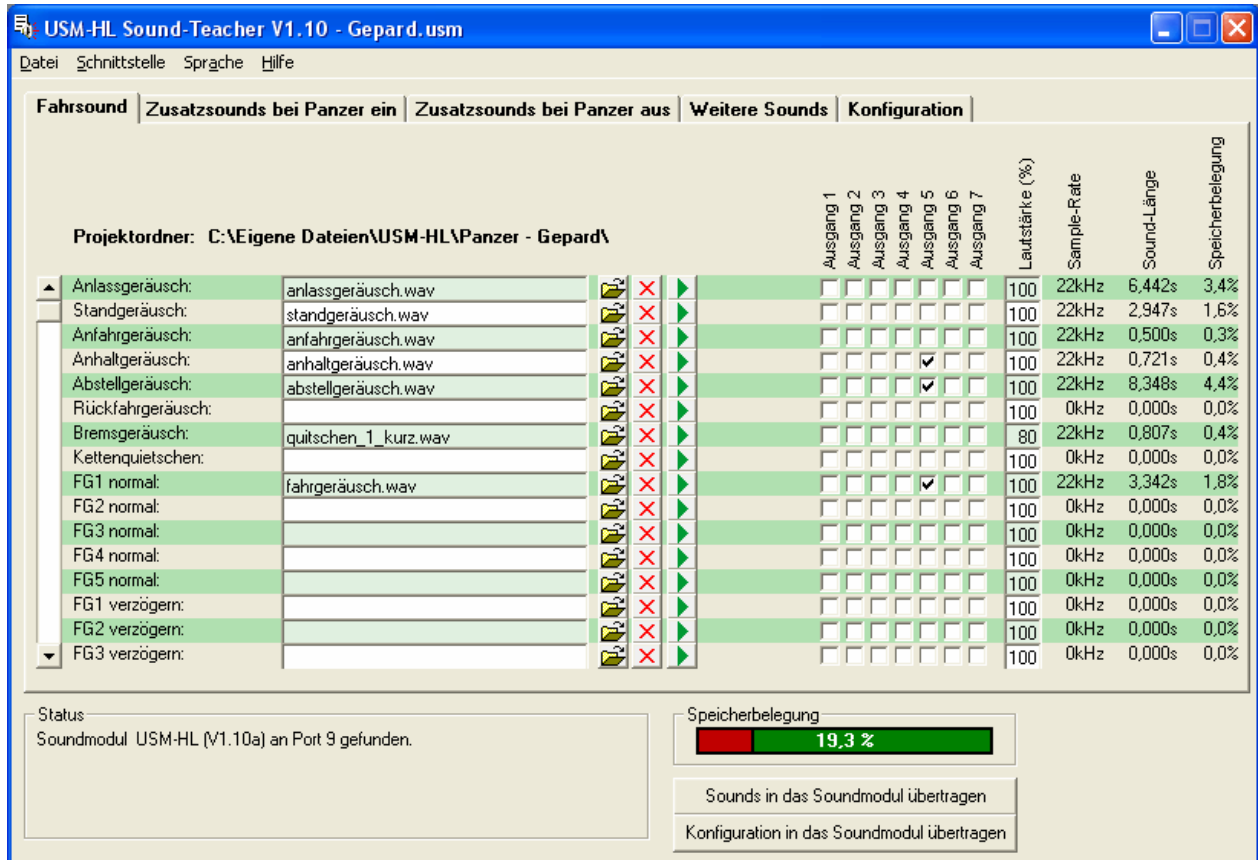 USM-HL Sound-Teacher V1.10 - Gepard.usm
Datei Schnittstelle Sprache Hilfe
Fahrsound Zusatzsounds bei Panzer ein Zusatzsounds bei Panzer aus Weitere Sounds Konfiguration
Projektordner: C:\Eigene Dateien\USM-HL\Panzer - Gepard\
Ausgang 1
Ausgang 2
Ausgang 3
Ausgang 4
Ausgang 5
Ausgang 6
Ausgang 7
Lautstärke (%)
Sample-Rate
Sound-Länge
Speicherbelegung
Anlassgeräusch: anlassgeräusch.wav 100 22kHz 6,442s 3,4%
Standgeräusch: standgeräusch.wav 100 22kHz 2,947s 1,6%
Anfahrgeräusch: anfahrgeräusch.wav 100 22kHz 0,500s 0,3%
Anhaltgeräusch: anhaltgeräusch.wav 100 22kHz 0,721s 0,4%
Abstellgeräusch: abstellgeräusch.wav 100 22kHz 8,348s 4,4%
Rückfahrgeräusch: 100 0kHz 0,000s 0,0%
Bremsgeräusch: quitschen_1_kurz.wav 80 22kHz 0,807s 0,4%
Kettenquietschen: 100 0kHz 0,000s 0,0%
FG1 normal: fahrgeräusch.wav 100 22kHz 3,342s 1,8%
FG2 normal: 100 0kHz 0,000s 0,0%
FG3 normal: 100 0kHz 0,000s 0,0%
FG4 normal: 100 0kHz 0,000s 0,0%
FG5 normal: 100 0kHz 0,000s 0,0%
FG1 verzögern: 100 0kHz 0,000s 0,0%
FG2 verzögern: 100 0kHz 0,000s 0,0%
FG3 verzögern: 100 0kHz 0,000s 0,0%
Status
Soundmodul USM-HL (V1.10a) an Port 9 gefunden.
Speicherbelegung
19,3 %
Sounds in das Soundmodul übertragen
Konfiguration in das Soundmodul übertragen